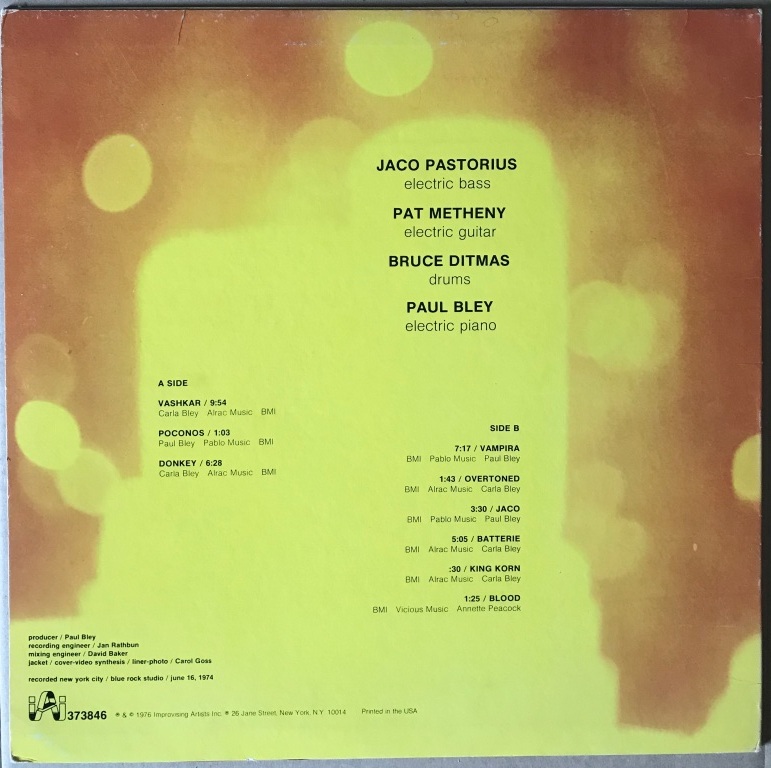 JACO PASTORIUS
electric bass
PAT METHENY
electric guitar
BRUCE DITMAS
drums
PAUL BLEY
electric piano
A SIDE
VASHKAR / 9:54
Carla Bley Alrac Music BMI
POCONOS / 1:03
Paul Bley Pablo Music BMI
DONKEY / 6:28
Carla Bley Alrac Music BMI
SIDE B
7:17 / VAMPIRA
BMI Pablo Music Paul Bley
1:43 / OVERTONED
BMI Alrac Music Carla Bley
3:30 / JACO
BMI Pablo Music Paul Bley
5:05 / BATTERIE
BMI Alrac Music Carla Bley
:30 / KING KORN
BMI Alrac Music Carla Bley
1:25 / BLOOD
BMI Vicious Music Annette Peacock
producer / Paul Bley
recording engineer / Jan Rathbun
mixing engineer / David Baker
jacket / cover-video synthesis / liner-photo / Carol Goss
recorded new york city / blue rock studio / june 16, 1974
iAi 373846 ℗ & © 1976 Improvising Artists Inc. ® 26 Jane Street, New York, N.Y. 10014 Printed in the USA